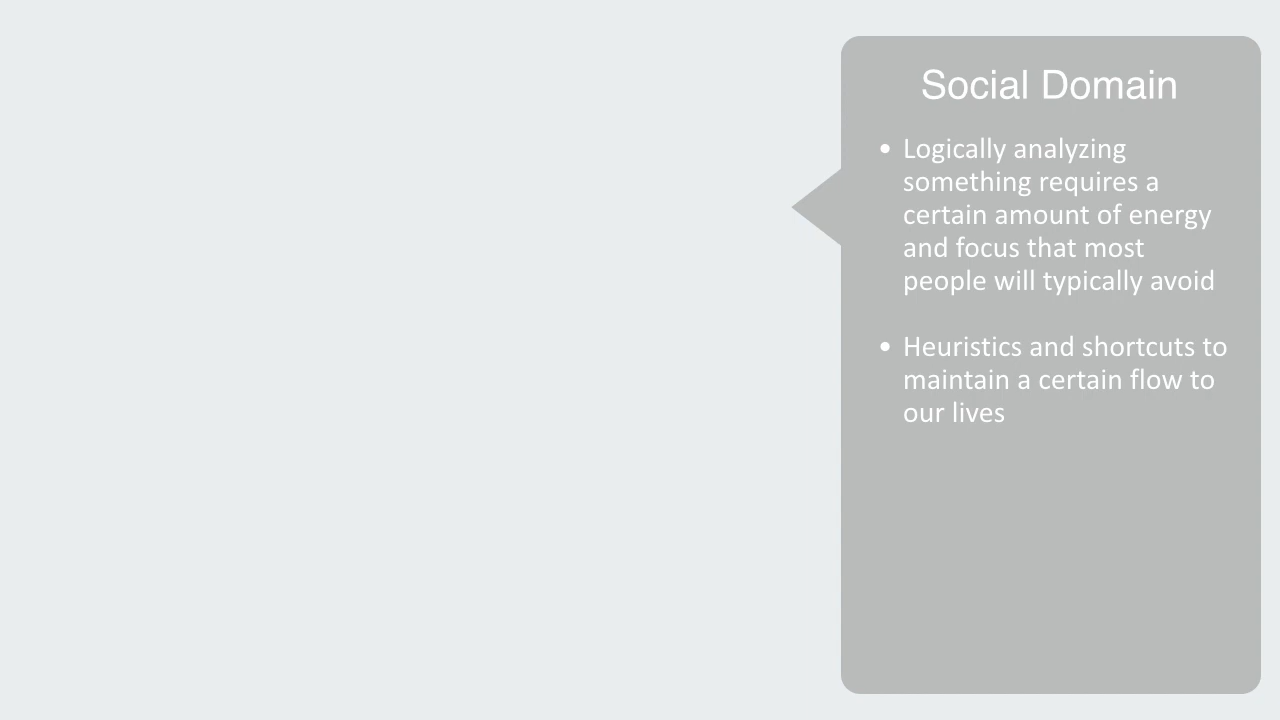 Social Domain
• Logically analyzing
something requires a
certain amount of energy
and focus that most
people will typically avoid
• Heuristics and shortcuts to
maintain a certain flow to
our lives